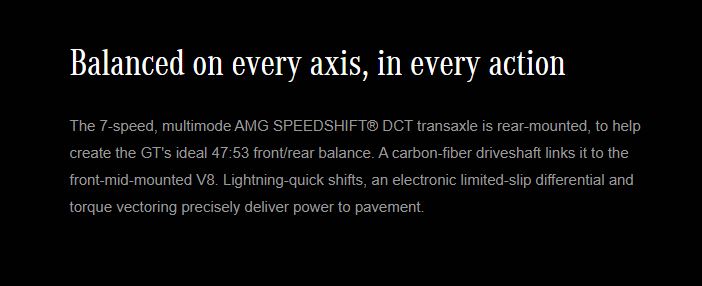 Balanced on every axis, in every action
The 7-speed, multimode AMG SPEEDSHIFT® DCT transaxle is rear-mounted, to help
create the GT's ideal 47:53 front/rear balance. A carbon-fiber driveshaft links it to the
front-mid-mounted V8. Lightning-quick shifts, an electronic limited-slip differential and
torque vectoring precisely deliver power to pavement.